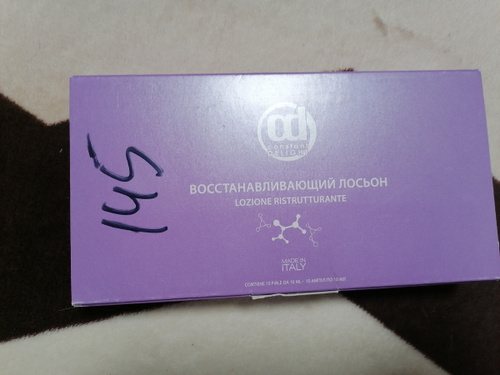 cd
CONSTANT
DELIGHT
ВОССТАНАВЛИВАЮЩИЙ ЛОСЬОН
LOZIONE RISTRUTTURANTE
MADE IN
ITALY
145